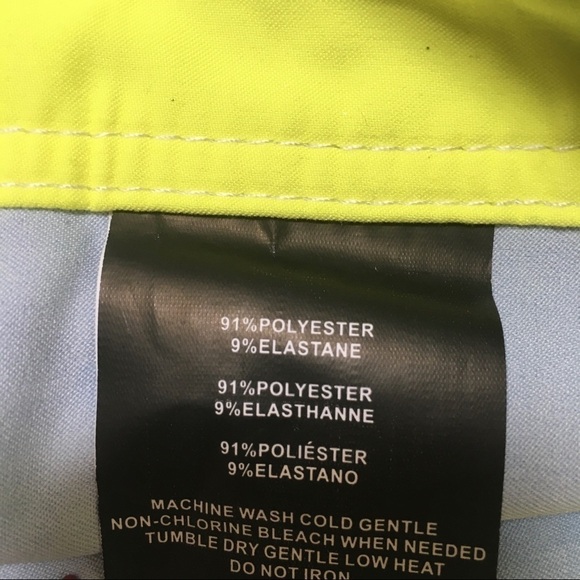 91%POLYESTER
9%ELASTANE
91%POLYESTER
9%ELASTHANNE
91%POLIÉSTER
9%ELASTANO
MACHINE WASH COLD GENTLE
NON-CHLORINE BLEACH WHEN NEEDED
TUMBLE DRY GENTLE LOW HEAT
DO NOT IRON